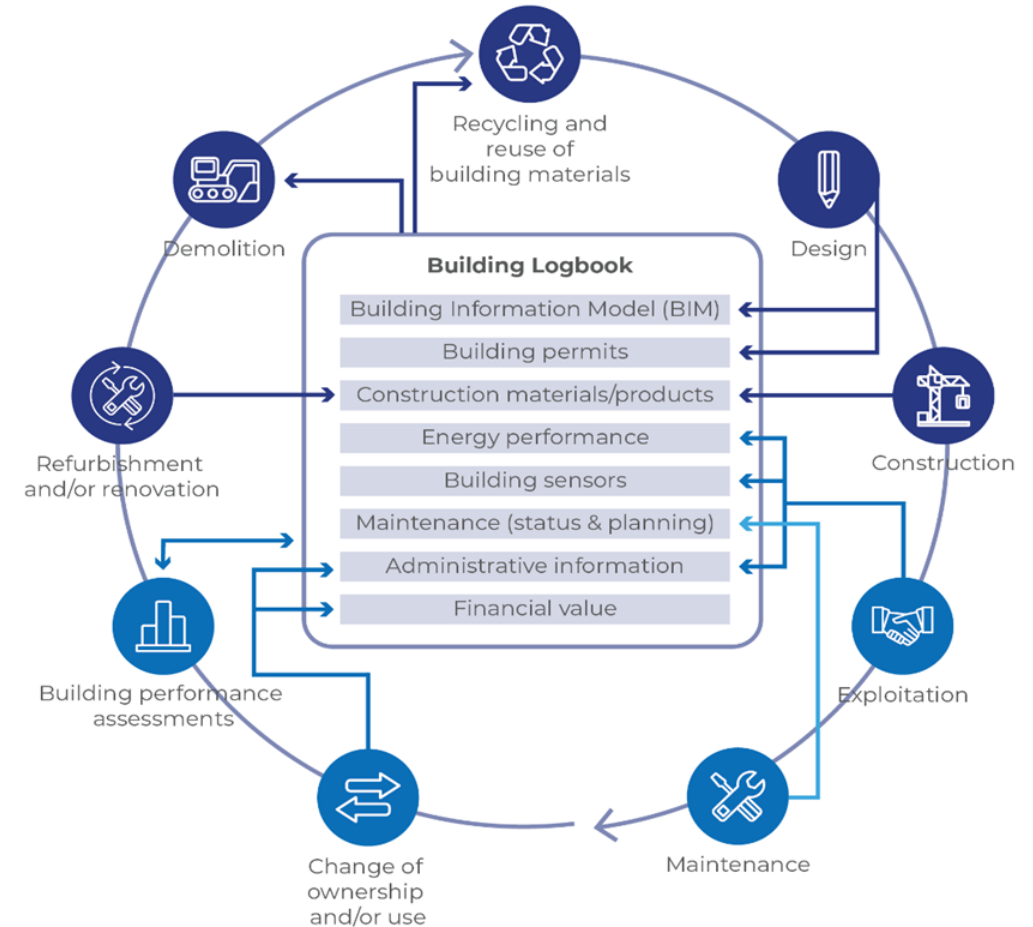 Recycling and
reuse of
building materials
Demolition
Design
Building Logbook
Building Information Model (BIM)
Building permits
Construction materials/products
Energy performance
Building sensors
Maintenance (status & planning)
Administrative information
Financial value
Refurbishment
and/or renovation
Construction
Building performance
assessments
Exploitation
Change of
ownership
and/or use
Maintenance